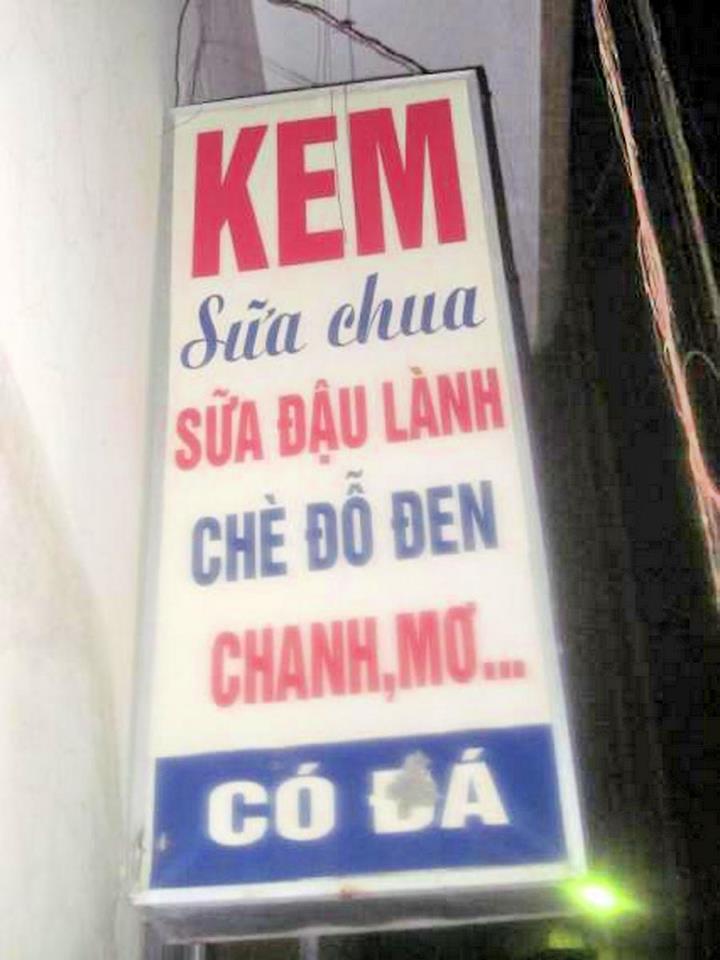 KEM
Sữa chua
SỮA ĐẬU LÀNH
CHÈ ĐỖ ĐEN
CHANH,MƠ...
CÓ ĐÁ